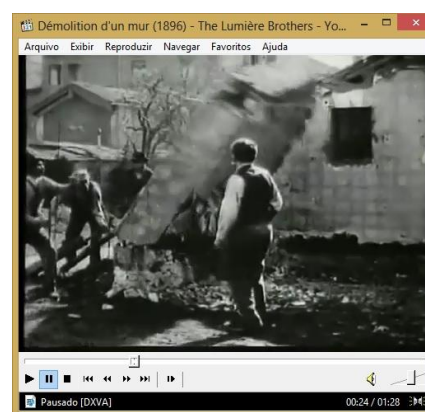 Démolition d'un mur (1896) - The Lumière Brothers - Yo...
Arquivo Exibir Reproduzir Navegar Favoritos Ajuda
Pausado [DXVA] 00:24 / 01:28